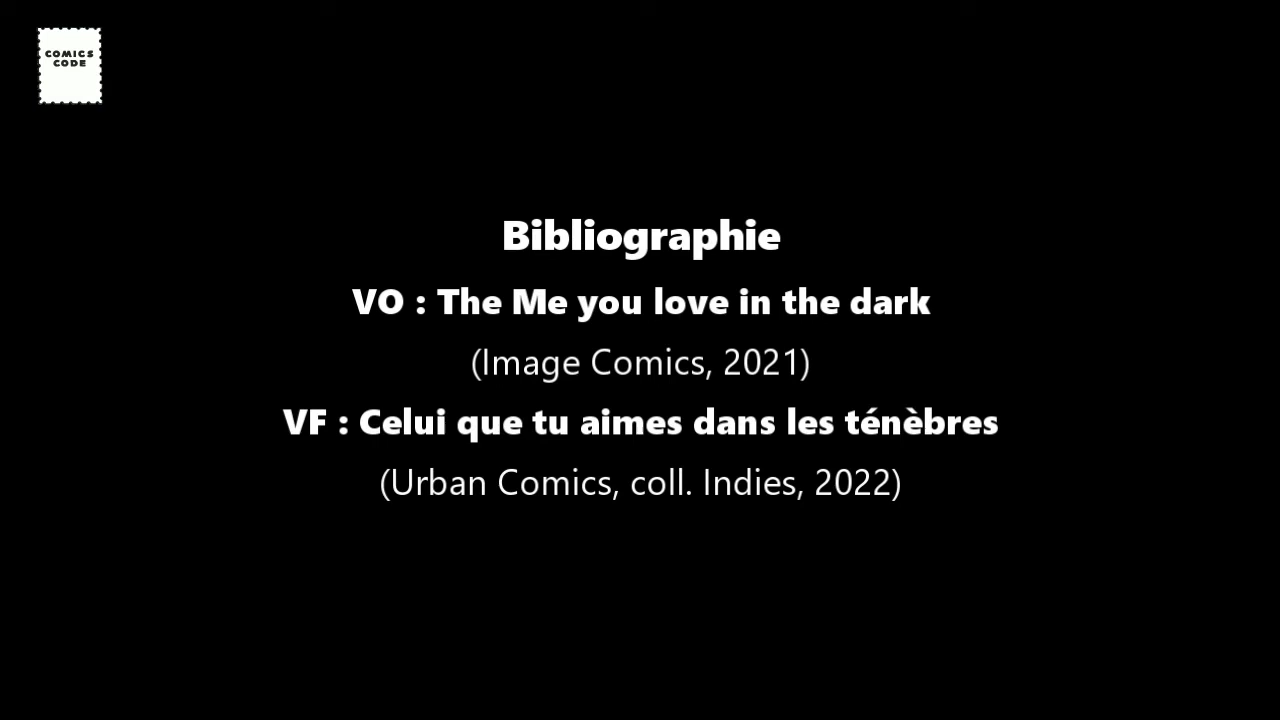 COMICS
CODE
Bibliographie
VO : The Me you love in the dark
(Image Comics, 2021)
VF : Celui que tu aimes dans les ténèbres
(Urban Comics, coll. Indies, 2022)